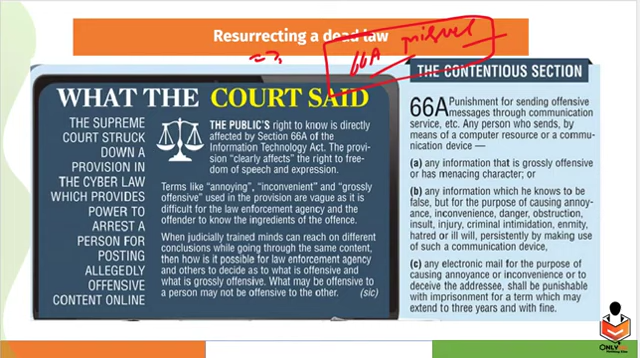 Resurrecting a dead law
66A misuse
WHAT THE COURT SAID
THE SUPREME
COURT STRUCK
DOWN A
PROVISION IN
THE CYBER LAW
WHICH PROVIDES
POWER TO
ARREST A
PERSON FOR
POSTING
ALLEGEDLY
OFFENSIVE
CONTENT ONLINE
THE PUBLIC'S right to know is directly
affected by Section 66A of the
Information Technology Act. The provi-
sion "clearly affects" the right to free-
dom of speech and expression.
Terms like "annoying", "inconvenient" and "grossly
offensive" used in the provision are vague as it is
difficult for the law enforcement agency and the
offender to know the ingredients of the offence.
When judicially trained minds can reach on different
conclusions while going through the same content,
then how is it possible for law enforcement agency
and others to decide as to what is offensive and
what is grossly offensive. What may be offensive to
a person may not be offensive to the other. (sic)
THE CONTENTIOUS SECTION
66A Punishment for sending offensive
messages through communication
service, etc. Any person who sends, by
means of a computer resource or a commu-
nication device —
(a) any information that is grossly offensive
or has menacing character; or
(b) any information which he knows to be
false, but for the purpose of causing annoy-
ance, inconvenience, danger, obstruction,
insult, injury, criminal intimidation, enmity,
hatred or ill will, persistently by making use
of such a communication device,
(c) any electronic mail for the purpose of
causing annoyance or inconvenience or to
deceive the addressee, shall be punishable
with imprisonment for a term which may
extend to three years and with fine.